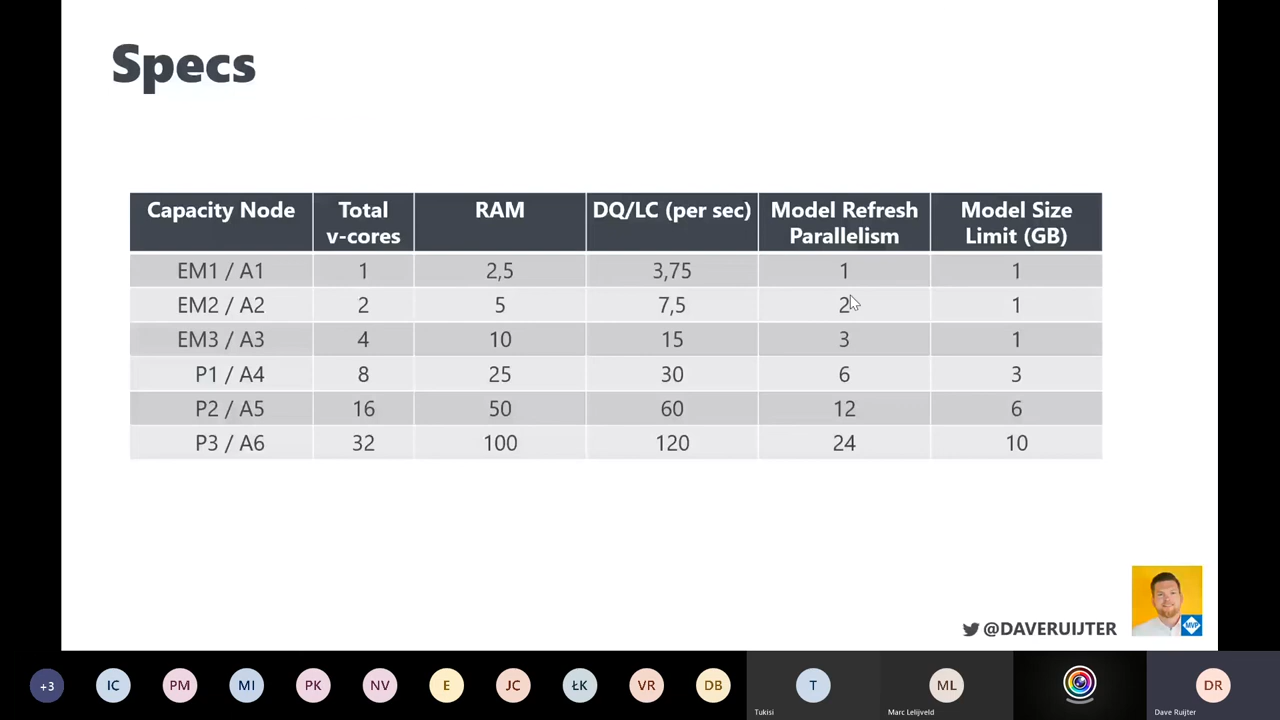 Specs
Capacity Node Total v-cores RAM DQ/LC (per sec) Model Refresh Parallelism Model Size Limit (GB)
EM1 / A1 1 2,5 3,75 1 1
EM2 / A2 2 5 7,5 2 1
EM3 / A3 4 10 15 3 1
P1 / A4 8 25 30 6 3
P2 / A5 16 50 60 12 6
P3 / A6 32 100 120 24 10
@DAVERUIJTER
MVP
+3 IC PM MI PK NV E JC ŁK VR DB T ML DR
Tukisi Marc Lelijveld Dave Ruijter